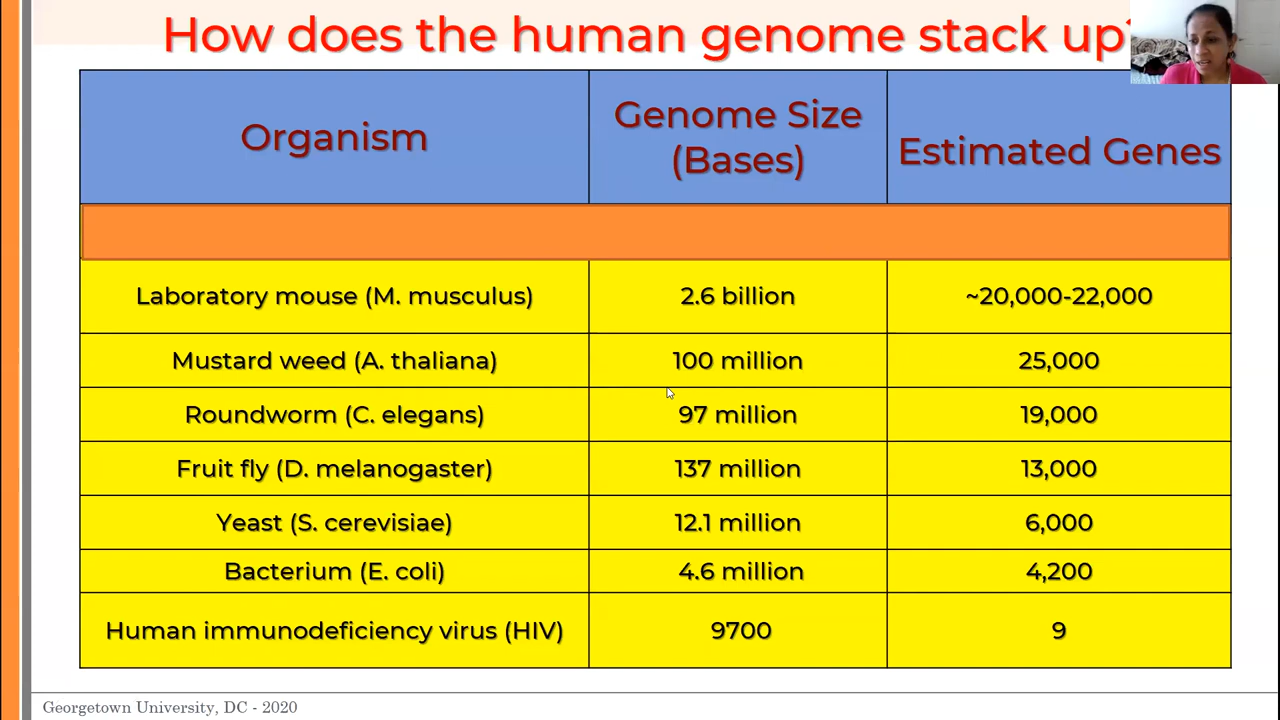 How does the human genome stack up?
Organism
Genome Size
(Bases)
Estimated Genes
Laboratory mouse (M. musculus)
2.6 billion
~20,000-22,000
Mustard weed (A. thaliana)
100 million
25,000
Roundworm (C. elegans)
97 million
19,000
Fruit fly (D. melanogaster)
137 million
13,000
Yeast (S. cerevisiae)
12.1 million
6,000
Bacterium (E. coli)
4.6 million
4,200
Human immunodeficiency virus (HIV)
9700
9
Georgetown University, DC - 2020